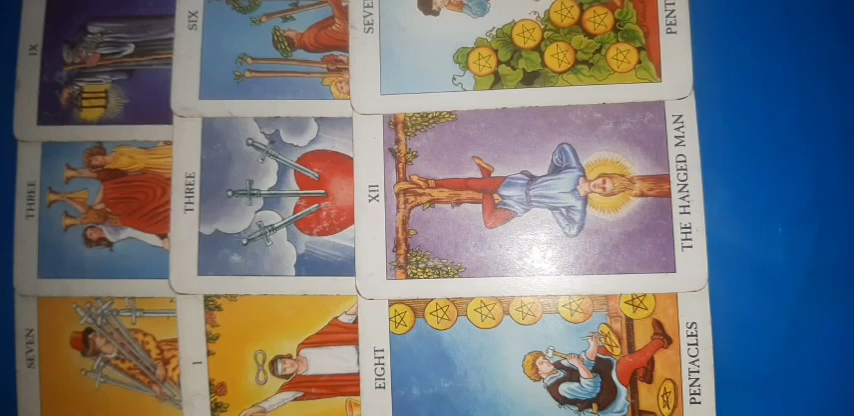 IX
SIX
SEVE
PENT
THREE
THREE
XII
THE HANGED MAN
SEVEN
I
EIGHT
PENTACLES